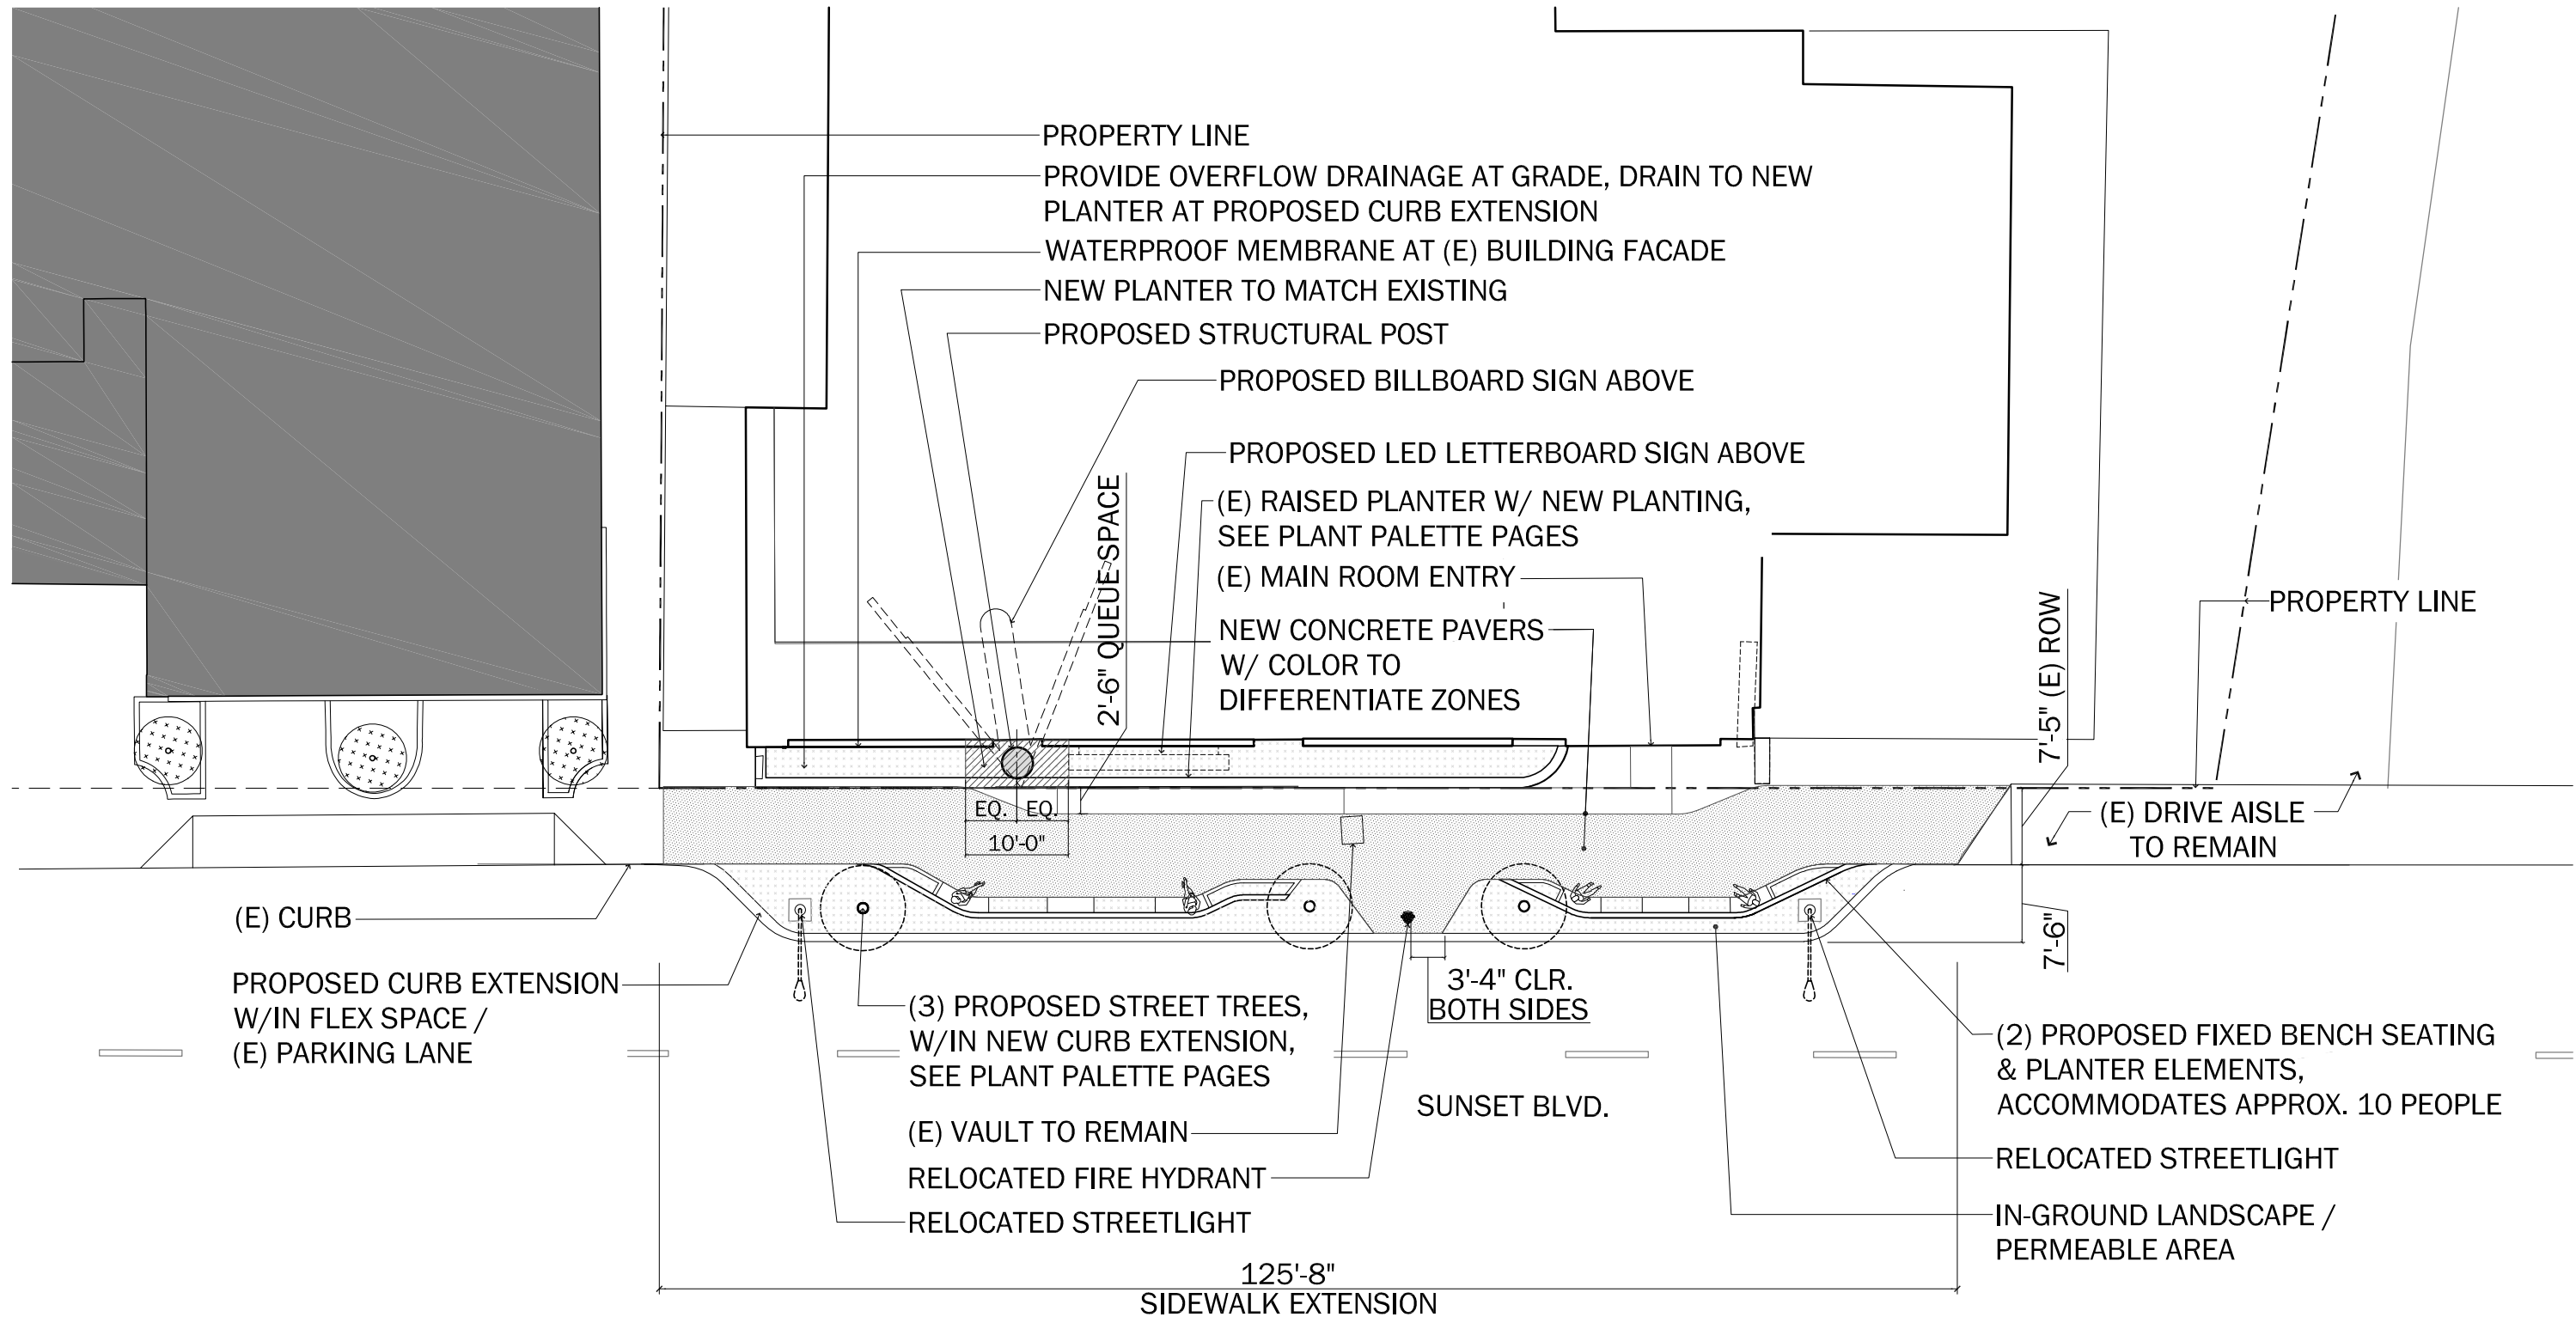 PROPERTY LINE
PROVIDE OVERFLOW DRAINAGE AT GRADE, DRAIN TO NEW
PLANTER AT PROPOSED CURB EXTENSION
WATERPROOF MEMBRANE AT (E) BUILDING FACADE
NEW PLANTER TO MATCH EXISTING
PROPOSED STRUCTURAL POST
PROPOSED BILLBOARD SIGN ABOVE
PROPOSED LED LETTERBOARD SIGN ABOVE
(E) RAISED PLANTER W/ NEW PLANTING,
SEE PLANT PALETTE PAGES
(E) MAIN ROOM ENTRY
NEW CONCRETE PAVERS
W/ COLOR TO
DIFFERENTIATE ZONES
2'-6" QUEUE SPACE
PROPERTY LINE
7'-5" (E) ROW
(E) DRIVE AISLE
TO REMAIN
EQ. EQ.
10'-0"
(E) CURB
PROPOSED CURB EXTENSION
W/IN FLEX SPACE /
(E) PARKING LANE
(3) PROPOSED STREET TREES,
W/IN NEW CURB EXTENSION,
SEE PLANT PALETTE PAGES
(E) VAULT TO REMAIN
RELOCATED FIRE HYDRANT
RELOCATED STREETLIGHT
3'-4" CLR.
BOTH SIDES
SUNSET BLVD.
7'-6"
(2) PROPOSED FIXED BENCH SEATING
& PLANTER ELEMENTS,
ACCOMMODATES APPROX. 10 PEOPLE
RELOCATED STREETLIGHT
IN-GROUND LANDSCAPE /
PERMEABLE AREA
125'-8"
SIDEWALK EXTENSION